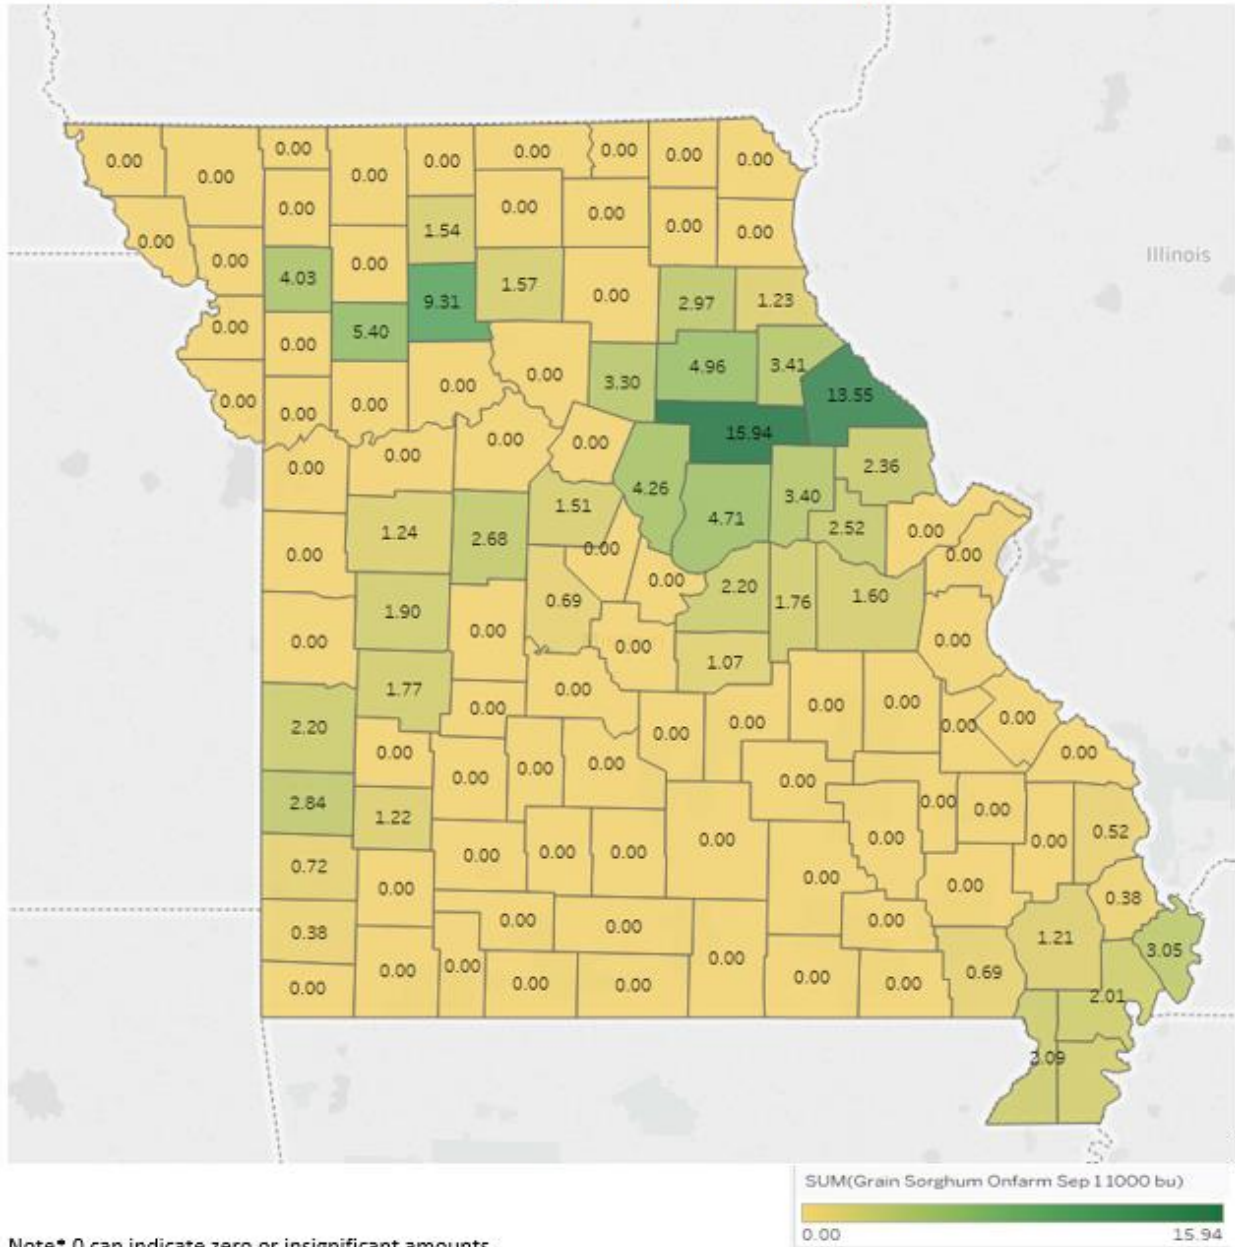 0.00 0.00 0.00 0.00 0.00 0.00 0.00 0.00 0.00
0.00 0.00 0.00 0.00 0.00
0.00 1.54 0.00
0.00 0.00 4.03 9.31 1.57 0.00 2.97 1.23
Illinois
0.00 0.00 5.40
0.00 0.00 0.00 0.00 0.00 3.30 4.96 3.41 13.55
0.00 0.00 0.00 0.00 15.94 2.36
0.00 1.24 2.68 1.51 0.00 4.26 4.71 3.40 2.52 0.00 0.00
0.00 1.90 0.00 0.69 0.00 0.00 2.20 1.76 1.60 0.00
1.77 0.00 1.07
2.20 0.00 0.00 0.00 0.00 0.00 0.00 0.00 0.00 0.00
0.00 0.00 0.00 0.00 0.00
2.84 1.22 0.00 0.00 0.00 0.00 0.52
0.72 0.00 0.00 0.00 0.00 0.00 0.00
0.00 0.38
0.38 0.00 0.00 0.00 1.21 3.05
0.00 0.00 0.00 0.00 0.00 0.00 0.00 0.00 0.69 2.01
SUM(Grain Sorghum Onfarm Sep 1 1000 bu)
0.00 15.94
Note* 0 can indicate zero or insignificant amounts